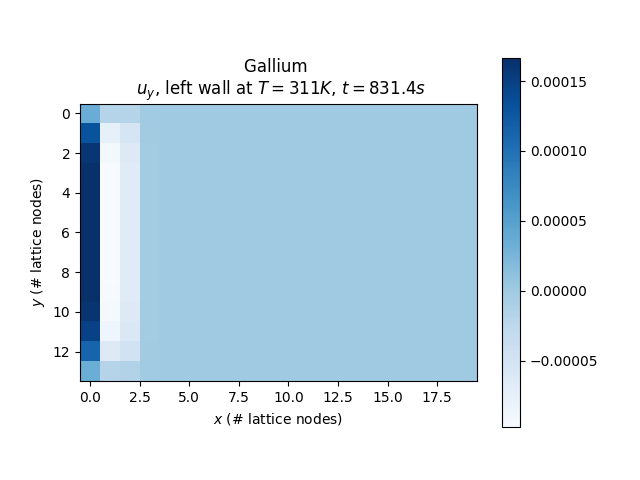 Gallium
u_y, left wall at T = 311K, t = 831.4s
0
2
4
6
8
10
12
y (# lattice nodes)
0.0 2.5 5.0 7.5 10.0 12.5 15.0 17.5
x (# lattice nodes)
0.00015
0.00010
0.00005
0.00000
−0.00005